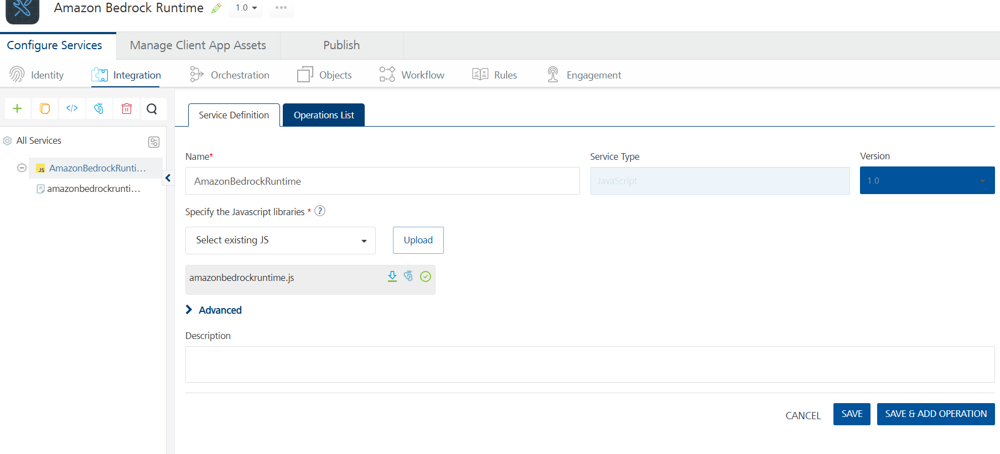 Amazon Bedrock Runtime 1.0
Configure Services Manage Client App Assets Publish
Identity Integration Orchestration Objects Workflow Rules Engagement
</>
Service Definition Operations List
All Services
JS AmazonBedrockRunti...
amazonbedrockrunti...
Name* Service Type Version
AmazonBedrockRuntime JavaScript 1.0
Specify the Javascript libraries * ?
Select existing JS Upload
amazonbedrockruntime.js
Advanced
Description
CANCEL SAVE SAVE & ADD OPERATION